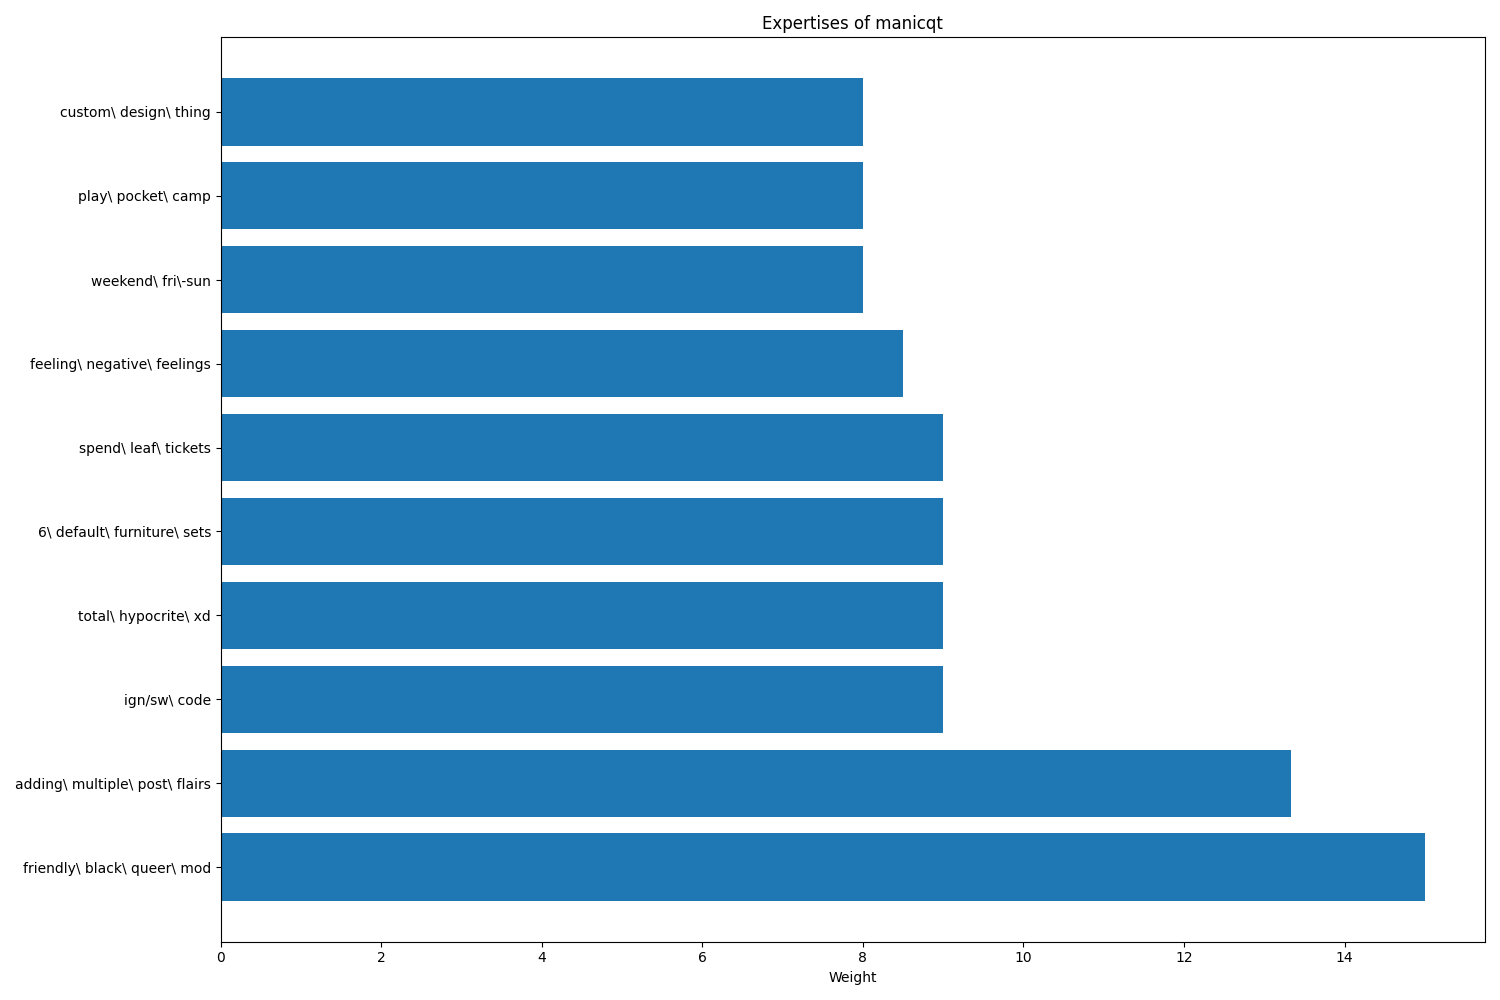 Expertises of manicqt
custom\ design\ thing
play\ pocket\ camp
weekend\ fri\-sun
feeling\ negative\ feelings
spend\ leaf\ tickets
6\ default\ furniture\ sets
total\ hypocrite\ xd
ign/sw\ code
adding\ multiple\ post\ flairs
friendly\ black\ queer\ mod
0 2 4 6 8 10 12 14
Weight